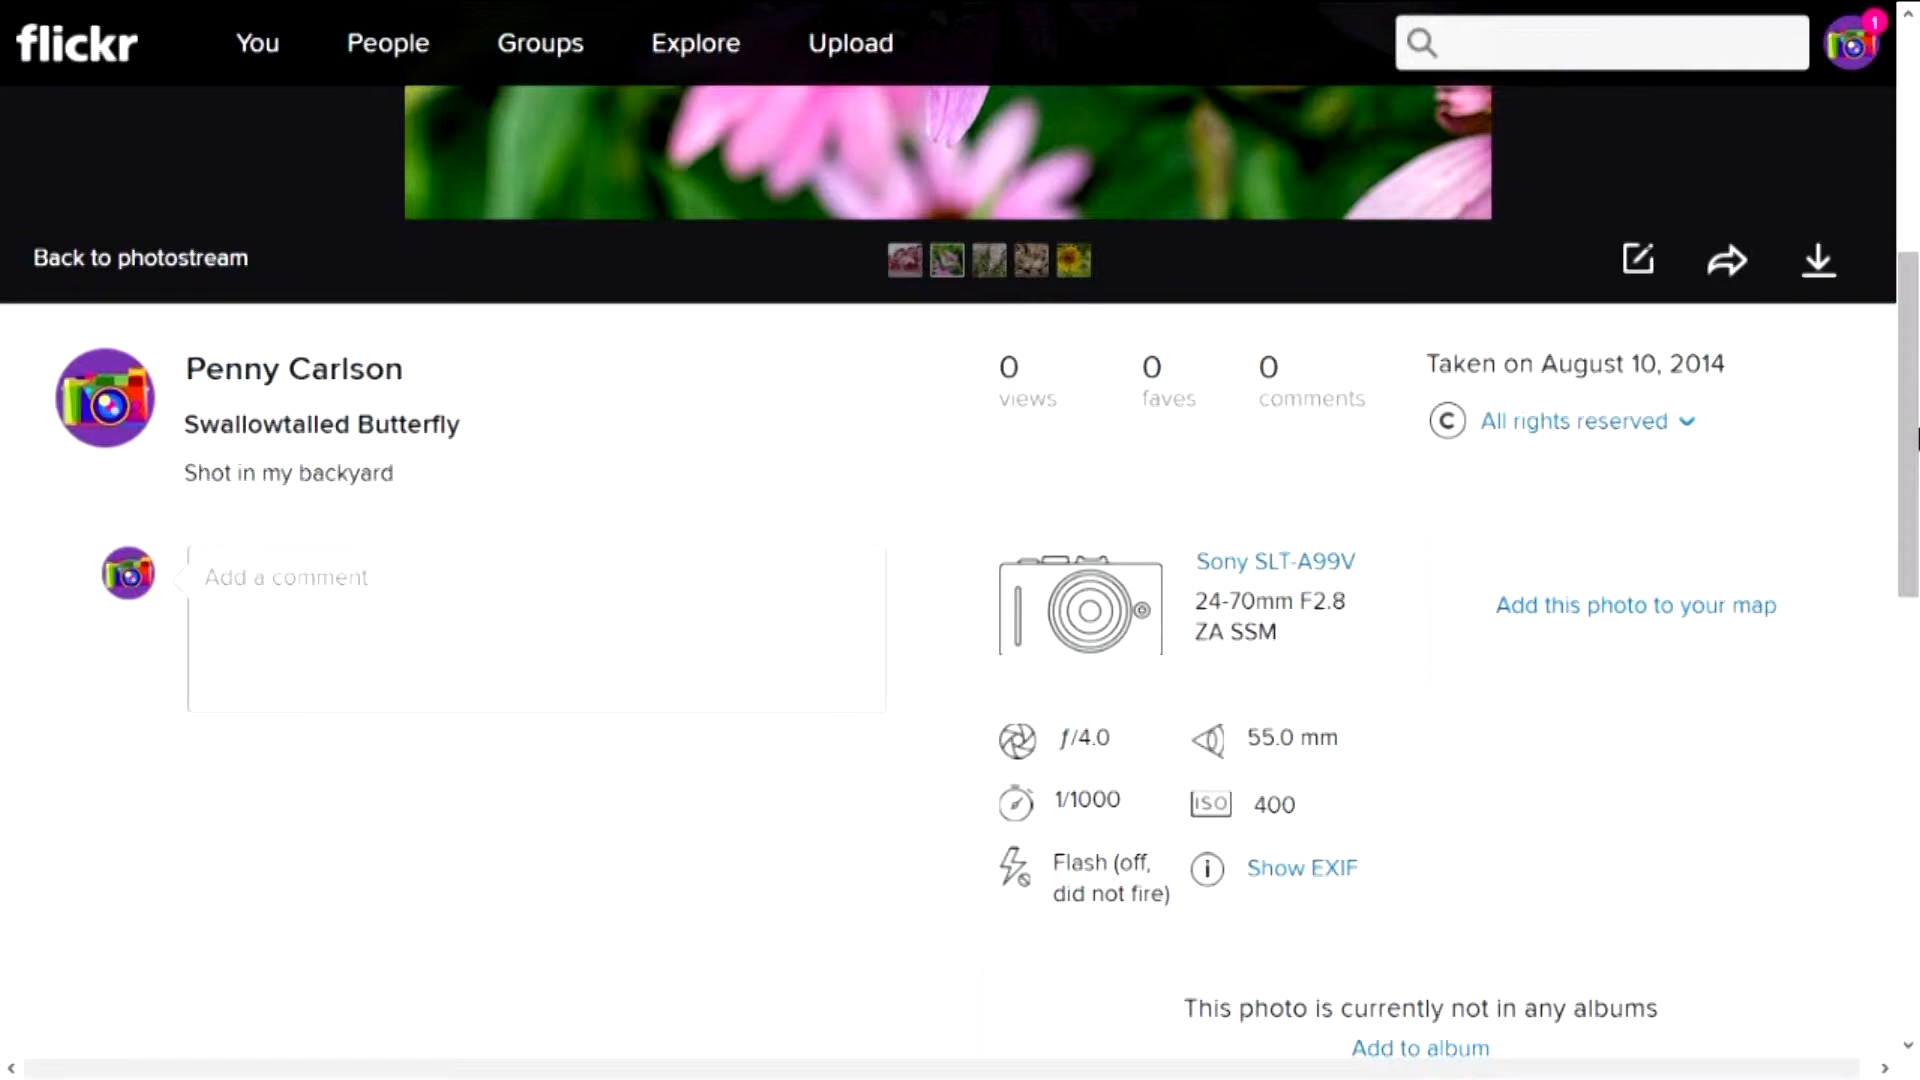 flickr
You People Groups Explore Upload
1
Back to photostream
Penny Carlson
Swallowtalled Butterfly
Shot in my backyard
Add a comment
0 0 0
views faves comments
Taken on August 10, 2014
C All rights reserved
Sony SLT-A99V
24-70mm F2.8
ZA SSM
Add this photo to your map
ƒ/4.0 55.0 mm
1/1000 ISO 400
Flash (off,
did not fire)
i Show EXIF
This photo is currently not in any albums
Add to album